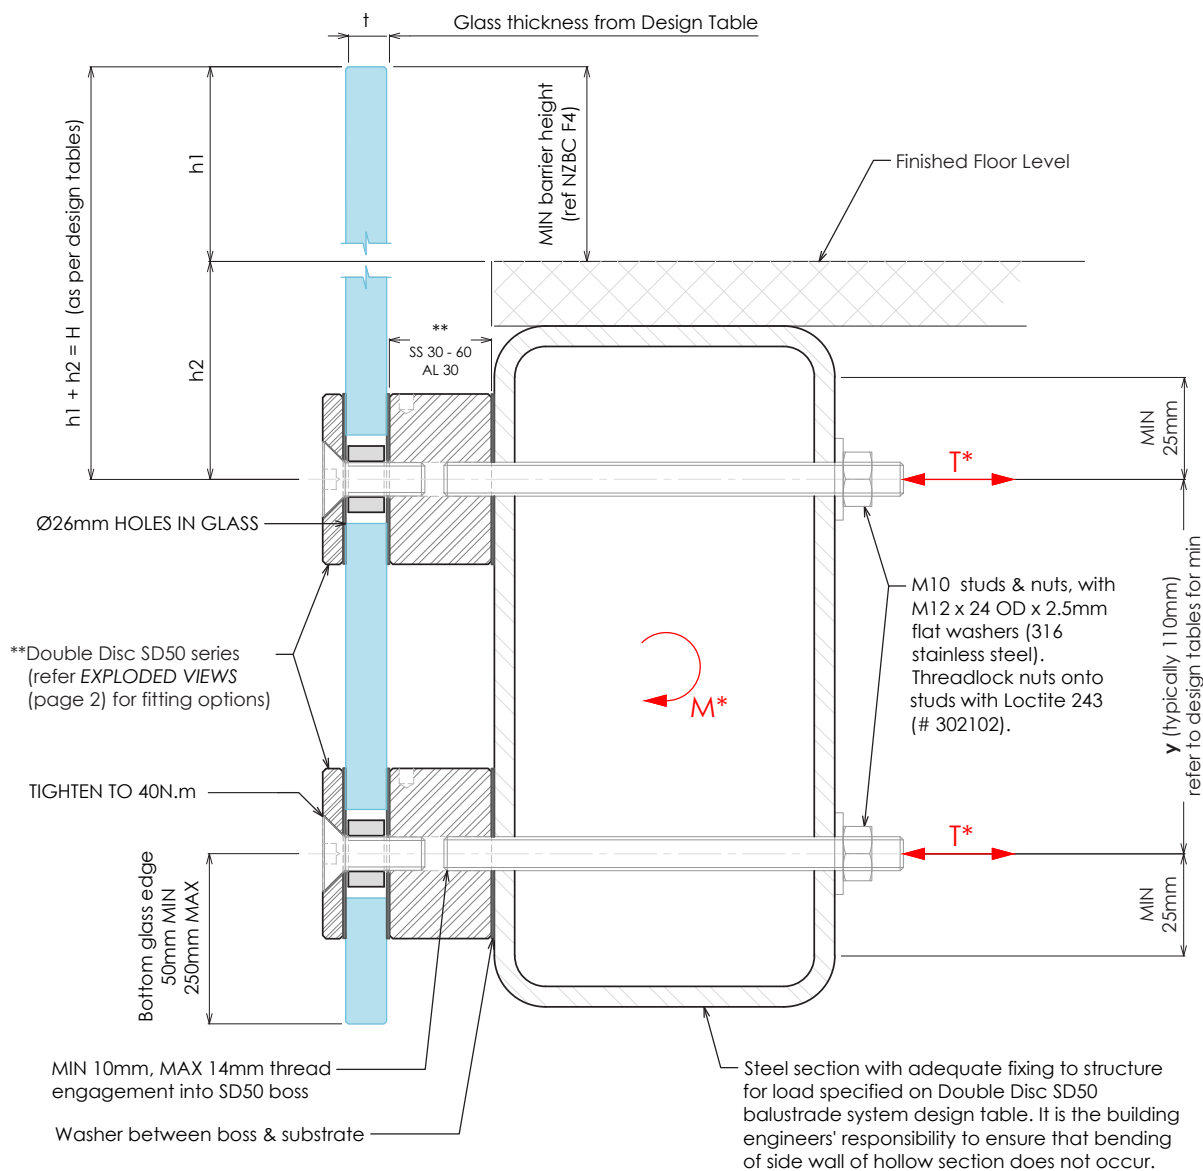 t
Glass thickness from Design Table
h1 + h2 = H (as per design tables)
h1
MIN barrier height
(ref NZBC F4)
Finished Floor Level
h2
**
SS 30 - 60
AL 30
MIN
25mm
T*
Ø26mm HOLES IN GLASS
M10 studs & nuts, with
M12 x 24 OD x 2.5mm
flat washers (316
stainless steel).
Threadlock nuts onto
studs with Loctite 243
(# 302102).
y (typically 110mm)
refer to design tables for min
**Double Disc SD50 series
(refer EXPLODED VIEWS
(page 2) for fitting options)
M*
TIGHTEN TO 40N.m
T*
Bottom glass edge
50mm MIN
250mm MAX
MIN
25mm
MIN 10mm, MAX 14mm thread
engagement into SD50 boss
Washer between boss & substrate
Steel section with adequate fixing to structure
for load specified on Double Disc SD50
balustrade system design table. It is the building
engineers' responsibility to ensure that bending
of side wall of hollow section does not occur.